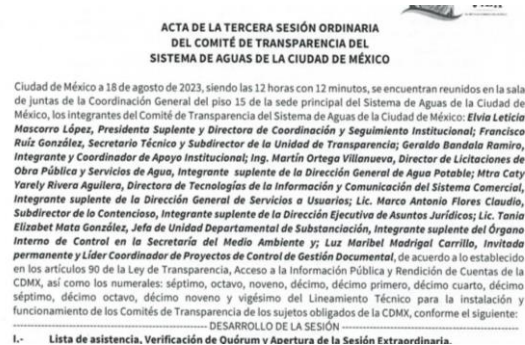 ACTA DE LA TERCERA SESIÓN ORDINARIA
DEL COMITÉ DE TRANSPARENCIA DEL
SISTEMA DE AGUAS DE LA CIUDAD DE MÉXICO
Ciudad de México a 18 de agosto de 2023, siendo las 12 horas con 12 minutos, se encuentran reunidos en la sala
de juntas de la Coordinación General del piso 15 de la sede principal del Sistema de Aguas de la Ciudad de
México, los integrantes del Comité de Transparencia del Sistema de Aguas de la Ciudad de México: Elvia Leticia
Mascorro López, Presidenta Suplente y Directora de Coordinación y Seguimiento Institucional; Francisco
Ruíz González, Secretario Técnico y Subdirector de la Unidad de Transparencia; Geraldo Bandala Ramiro,
Integrante y Coordinador de Apoyo Institucional; Ing. Martín Ortega Villanueva, Director de Licitaciones de
Obra Pública y Servicios de Agua, Integrante suplente de la Dirección General de Agua Potable; Mtra Caty
Yarely Rivera Aguilera, Directora de Tecnologías de la Información y Comunicación del Sistema Comercial,
Integrante suplente de la Dirección General de Servicios a Usuarios; Lic. Marco Antonio Flores Claudio,
Subdirector de lo Contencioso, Integrante suplente de la Dirección Ejecutiva de Asuntos Jurídicos; Lic. Tania
Elizabet Mata González, Jefa de Unidad Departamental de Substanciación, Integrante suplente del Órgano
Interno de Control en la Secretaría del Medio Ambiente y; Luz Maribel Madrigal Carrillo, Invitada
permanente y Líder Coordinador de Proyectos de Control de Gestión Documental, de acuerdo a lo establecido
en los artículos 90 de la Ley de Transparencia, Acceso a la Información Pública y Rendición de Cuentas de la
CDMX, así como los numerales: séptimo, octavo, noveno, décimo, décimo primero, décimo cuarto, décimo
séptimo, décimo octavo, décimo noveno y vigésimo del Lineamiento Técnico para la instalación y
funcionamiento de los Comités de Transparencia de los sujetos obligados de la CDMX, conforme el siguiente:
---------- DESARROLLO DE LA SESIÓN ----------
I.- Lista de asistencia, Verificación de Quórum y Apertura de la Sesión Extraordinaria.